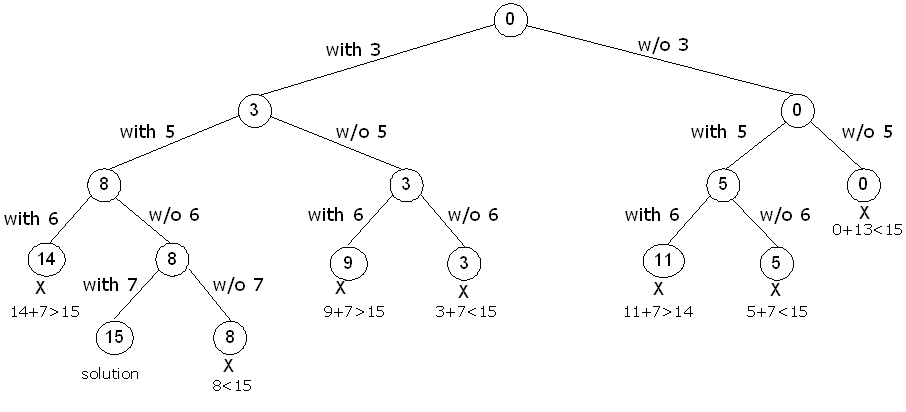 0
with 3
w/o 3
3
0
with 5
w/o 5
with 5
w/o 5
8
3
5
0
with 6
w/o 6
with 6
w/o 6
with 6
w/o 6
X
0+13<15
14
8
9
3
11
5
X
with 7
w/o 7
X
X
X
X
14+7>15
9+7>15
3+7<15
11+7>14
5+7<15
15
8
X
solution
8<15